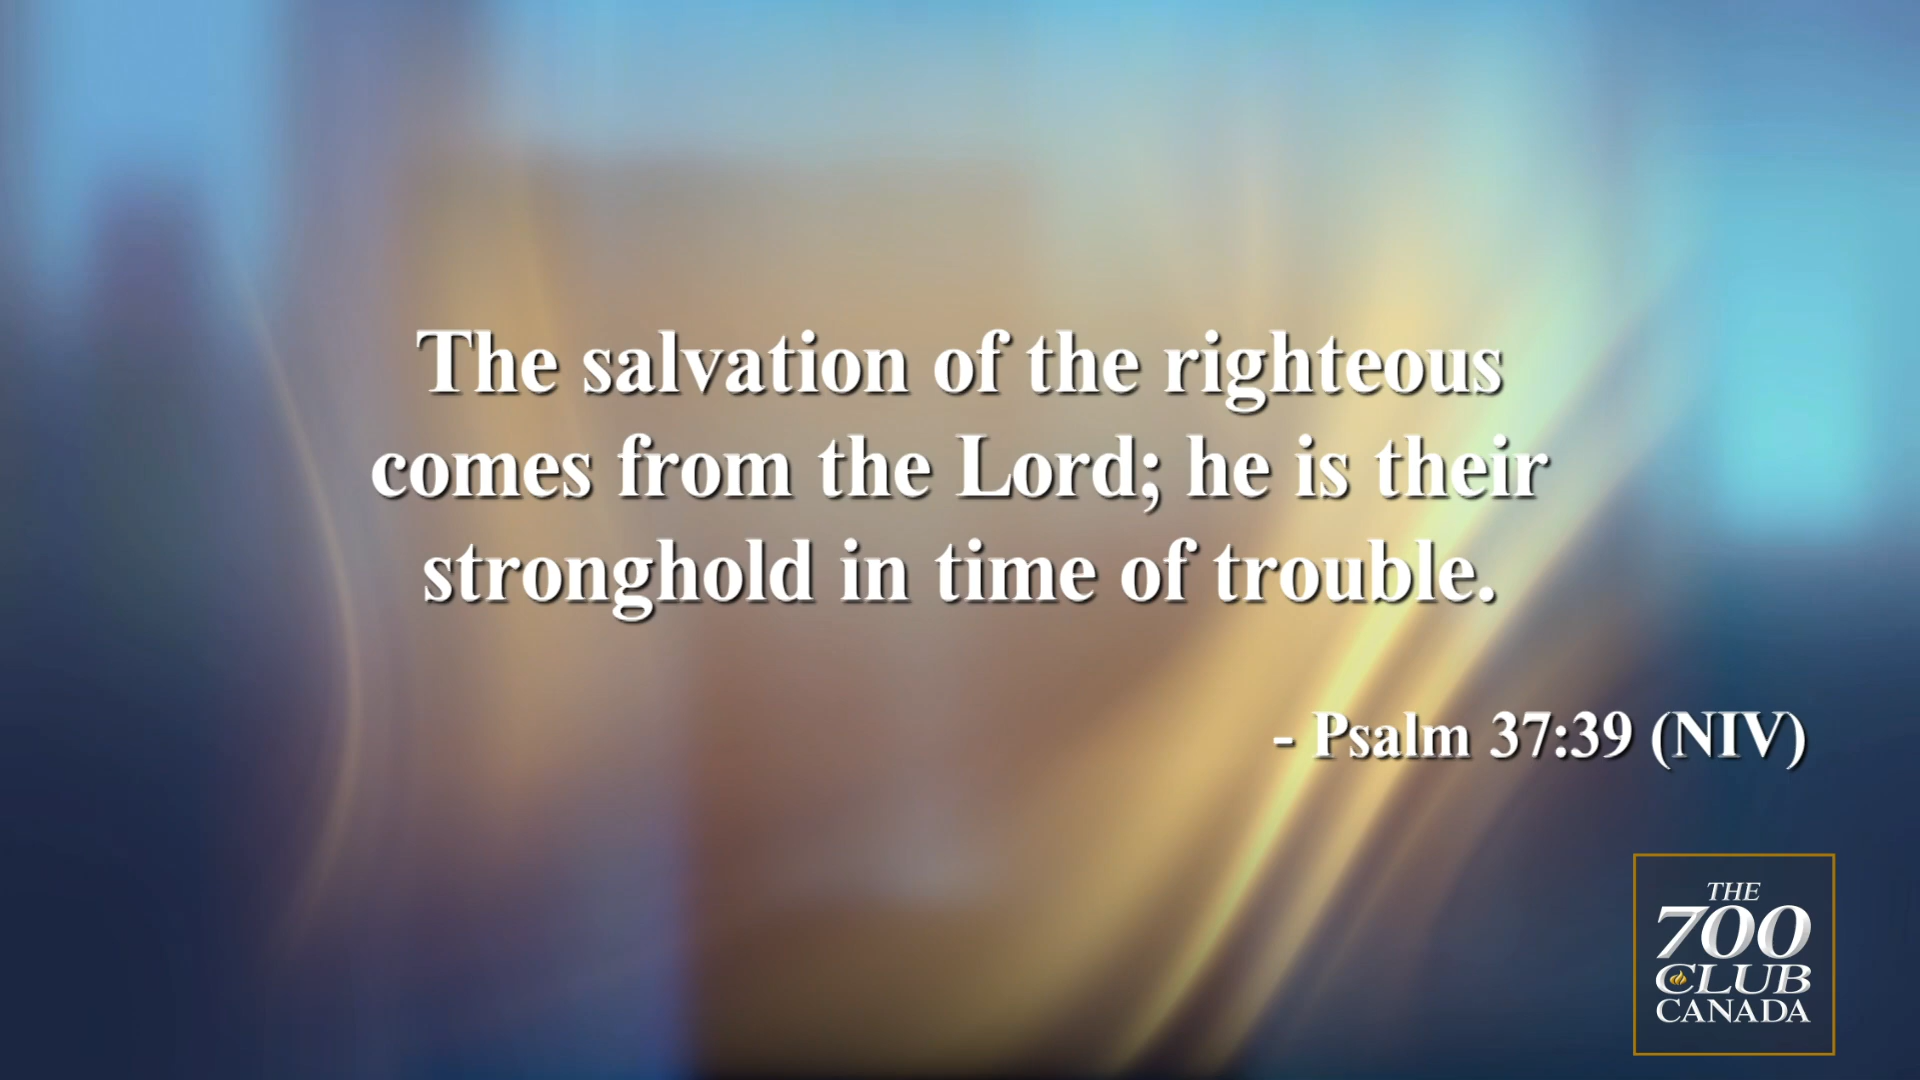 The salvation of the righteous
comes from the Lord; he is their
stronghold in time of trouble.
- Psalm 37:39 (NIV)
THE
700
CLUB
CANADA